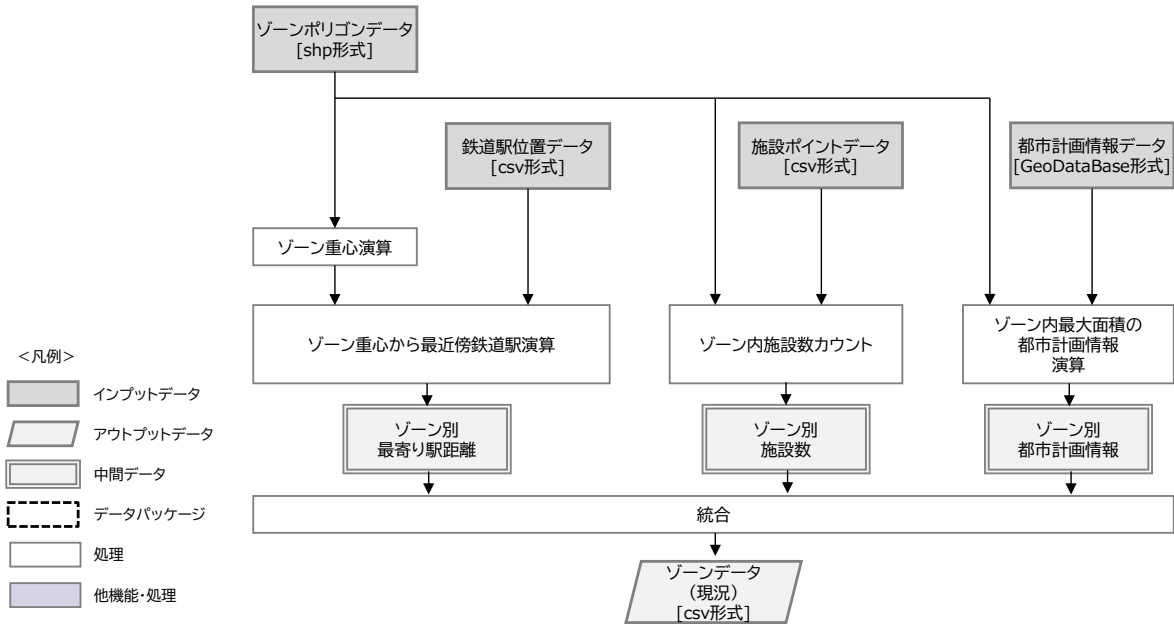 ゾーンポリゴンデータ
[shp形式]
鉄道駅位置データ
[csv形式]
施設ポイントデータ
[csv形式]
都市計画情報データ
[GeoDataBase形式]
ゾーン重心演算
ゾーン重心から最近傍鉄道駅演算
ゾーン内施設数カウント
ゾーン内最大面積の
都市計画情報
演算
ゾーン別
最寄り駅距離
ゾーン別
施設数
ゾーン別
都市計画情報
統合
ゾーンデータ
（現況）
[csv形式]
＜凡例＞
インプットデータ
アウトプットデータ
中間データ
データパッケージ
処理
他機能・処理